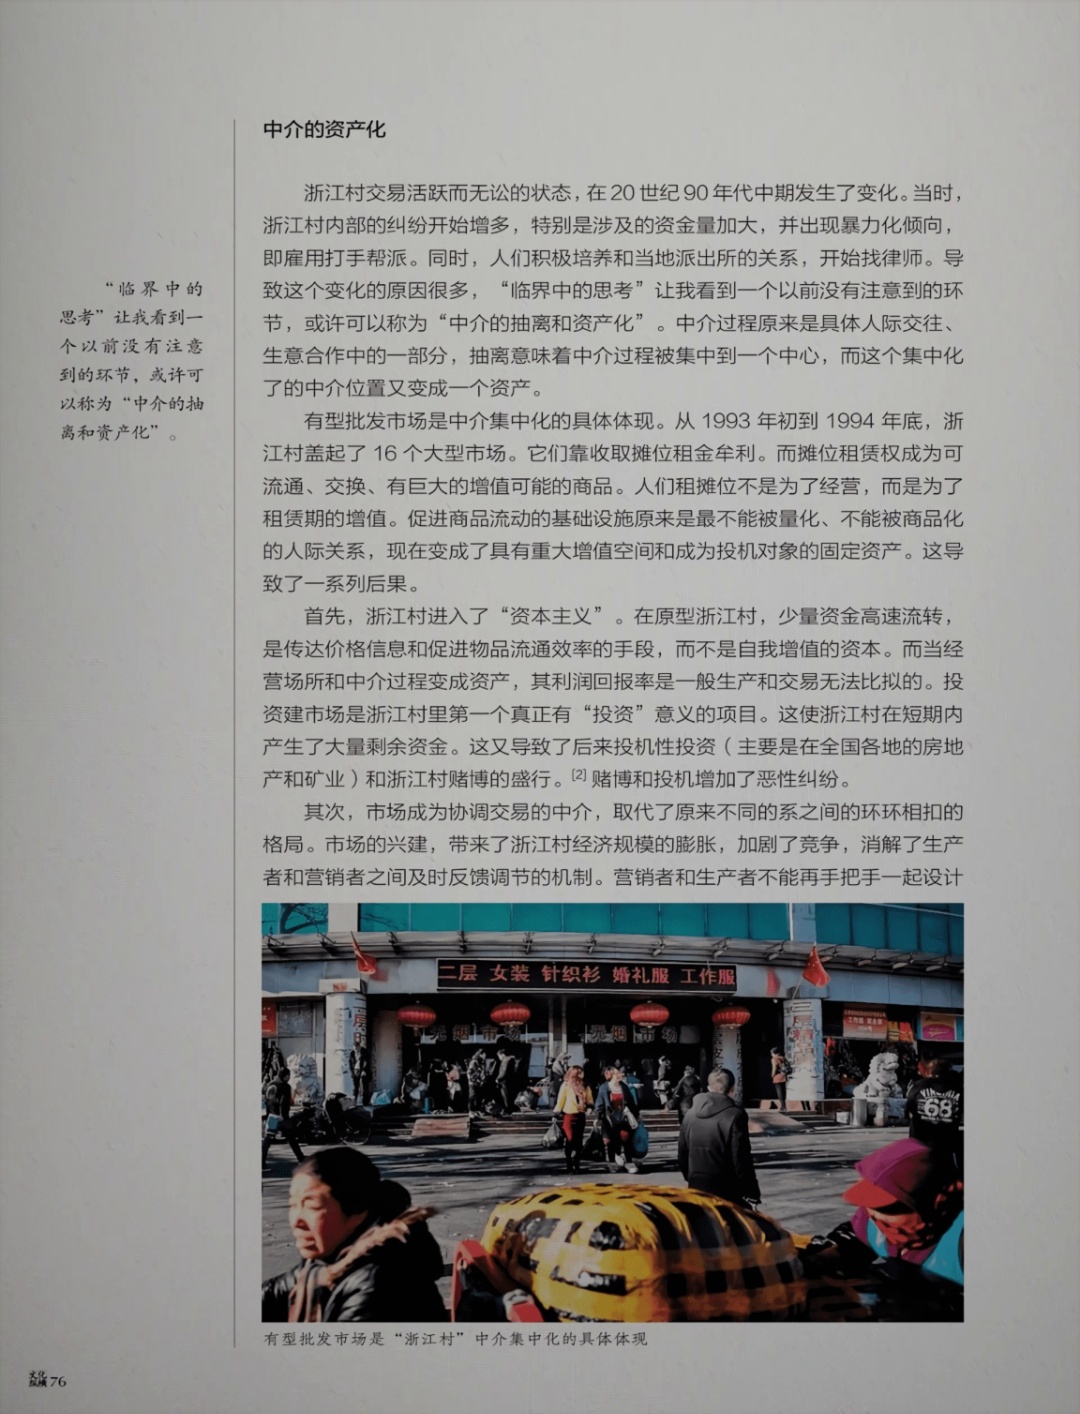 中介的资产化
浙江村交易活跃而无讼的状态，在 20 世纪 90 年代中期发生了变化。当时，
浙江村内部的纠纷开始增多，特别是涉及的资金量加大，并出现暴力化倾向，
即雇用打手帮派。同时，人们积极培养和当地派出所的关系，开始找律师。导
致这个变化的原因很多，“临界中的思考”让我看到一个以前没有注意到的环
节，或许可以称为“中介的抽离和资产化”。中介过程原来是具体人际交往、
生意合作中的一部分，抽离意味着中介过程被集中到一个中心，而这个集中化
了的中介位置又变成一个资产。
“临界中的
思考”让我看到一
个以前没有注意
到的环节，或许可
以称为“中介的抽
离和资产化”。
有型批发市场是中介集中化的具体体现。从 1993 年初到 1994 年底，浙
江村盖起了 16 个大型市场。它们靠收取摊位租金牟利。而摊位租赁权成为可
流通、交换、有巨大的增值可能的商品。人们租摊位不是为了经营，而是为了
租赁期的增值。促进商品流动的基础设施原来是最不能被量化、不能被商品化
的人际关系，现在变成了具有重大增值空间和成为投机对象的固定资产。这导
致了一系列后果。
首先，浙江村进入了“资本主义”。在原型浙江村，少量资金高速流转，
是传达价格信息和促进物品流通效率的手段，而不是自我增值的资本。而当经
营场所和中介过程变成资产，其利润回报率是一般生产和交易无法比拟的。投
资建市场是浙江村里第一个真正有“投资”意义的项目。这使浙江村在短期内
产生了大量剩余资金。这又导致了后来投机性投资（主要是在全国各地的房地
产和矿业）和浙江村赌博的盛行。[2] 赌博和投机增加了恶性纠纷。
其次，市场成为协调交易的中介，取代了原来不同的系之间的环环相扣的
格局。市场的兴建，带来了浙江村经济规模的膨胀，加剧了竞争，消解了生产
者和营销者之间及时反馈调节的机制。营销者和生产者不能再手把手一起设计
二层 女装 针织衫 婚礼服 工作服
无烟市场
无烟市场
68
有型批发市场是“浙江村”中介集中化的具体体现
文化纵横 76